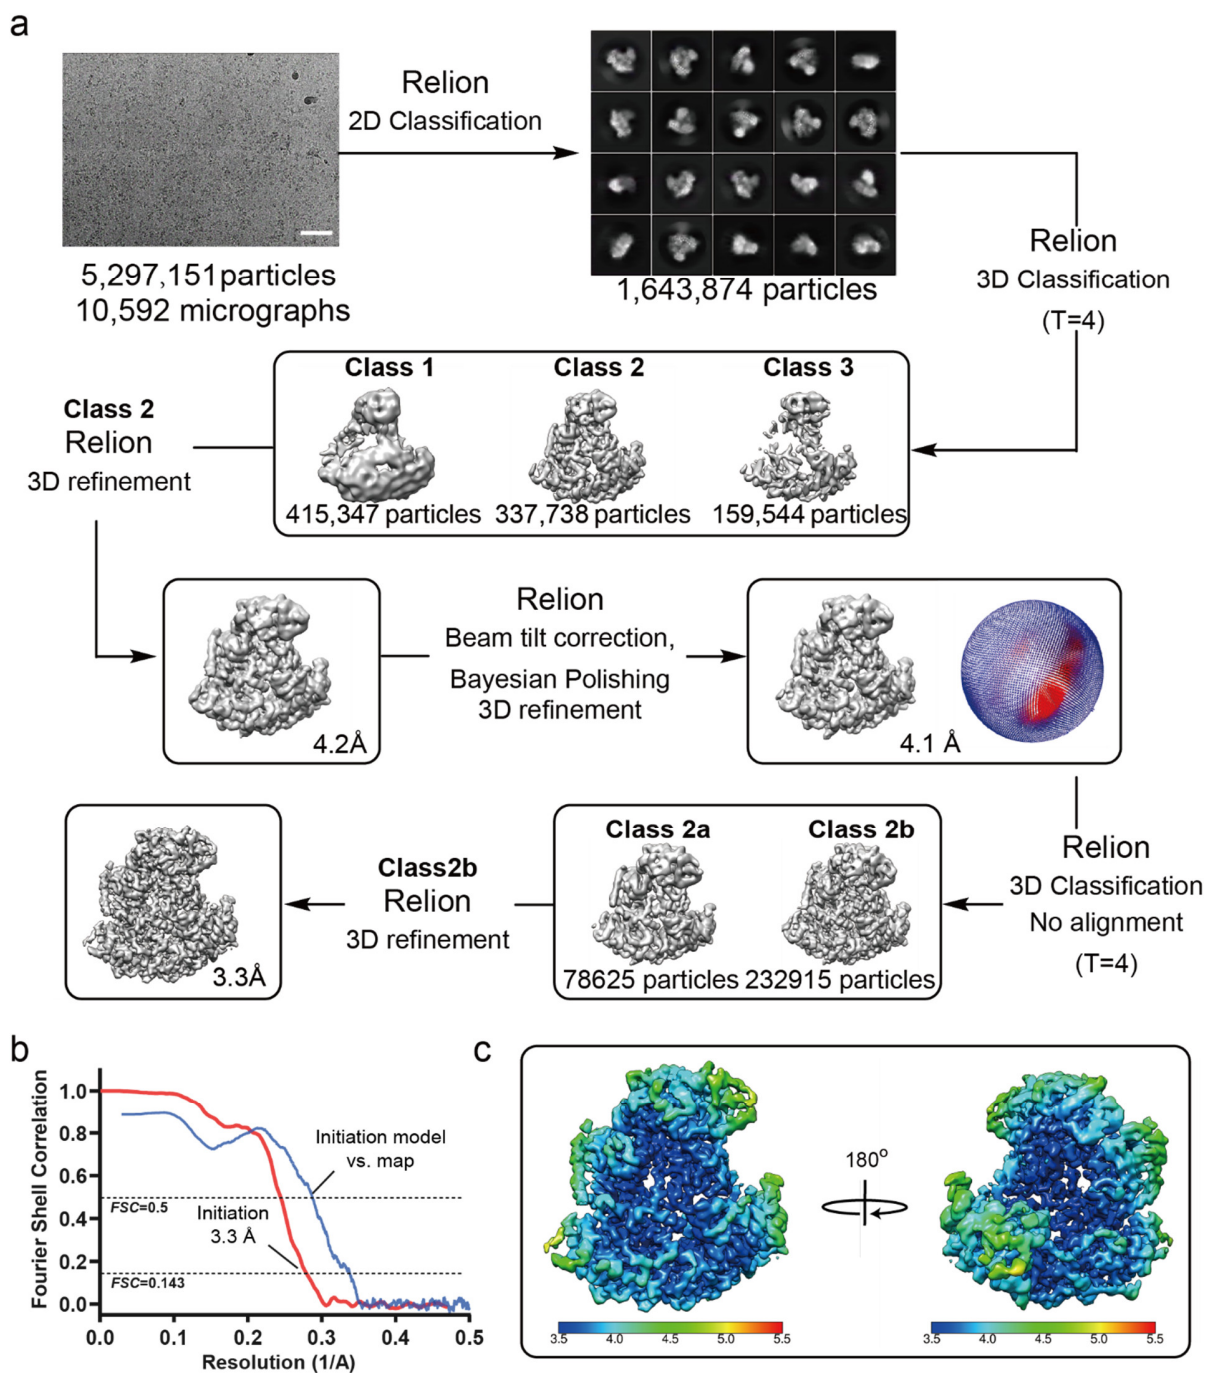 a
Relion
2D Classification
5,297,151particles
10,592 micrographs
1,643,874 particles
Relion
3D Classification
(T=4)
Class 1
Class 2
Class 3
415,347 particles
337,738 particles
159,544 particles
Class 2
Relion
3D refinement
4.2Å
Relion
Beam tilt correction,
Bayesian Polishing
3D refinement
4.1 Å
Relion
3D Classification
No alignment
(T=4)
Class 2a
Class 2b
78625 particles
232915 particles
Class2b
Relion
3D refinement
3.3Å
b
Fourier Shell Correlation
1.0
0.8
0.6
0.4
0.2
0.0
Initiation model
vs. map
FSC=0.5
Initiation
3.3 Å
FSC=0.143
0.0
0.1
0.2
0.3
0.4
0.5
Resolution (1/A)
c
180o
3.5
4.0
4.5
5.0
5.5
3.5
4.0
4.5
5.0
5.5